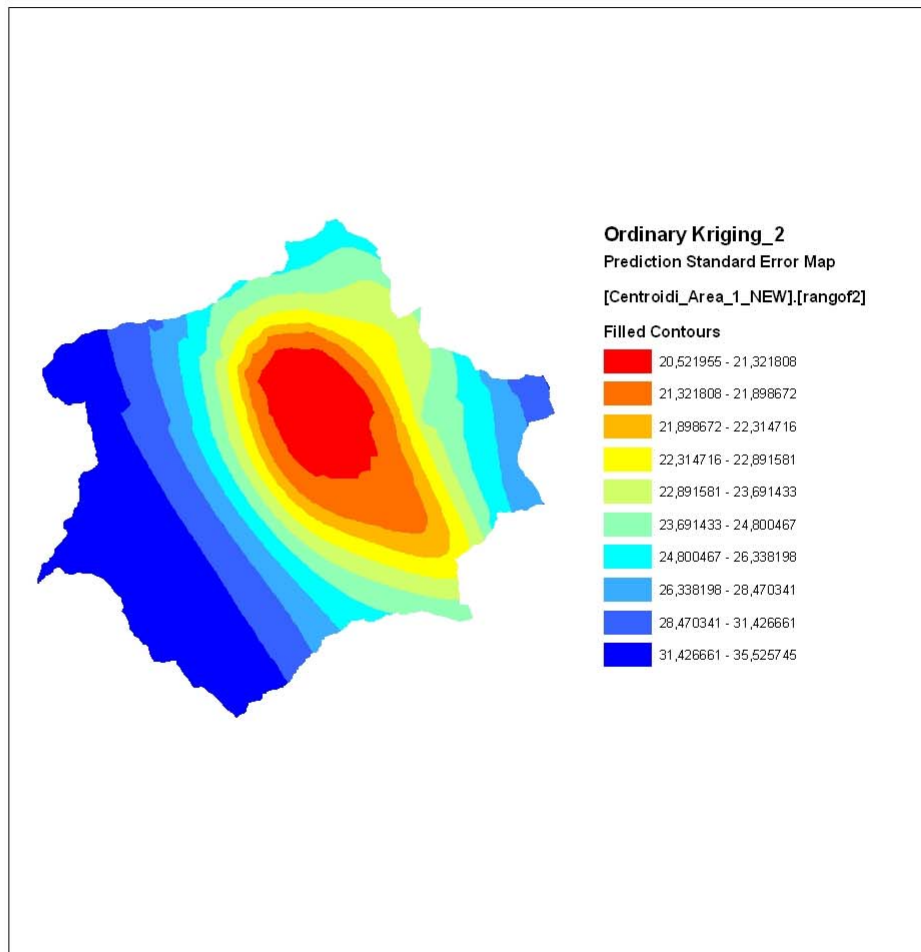 Ordinary Kriging_2
Prediction Standard Error Map
[Centroidi_Area_1_NEW].[rangof2]
Filled Contours
20,521955 - 21,321808
21,321808 - 21,898672
21,898672 - 22,314716
22,314716 - 22,891581
22,891581 - 23,691433
23,691433 - 24,800467
24,800467 - 26,338198
26,338198 - 28,470341
28,470341 - 31,426661
31,426661 - 35,525745